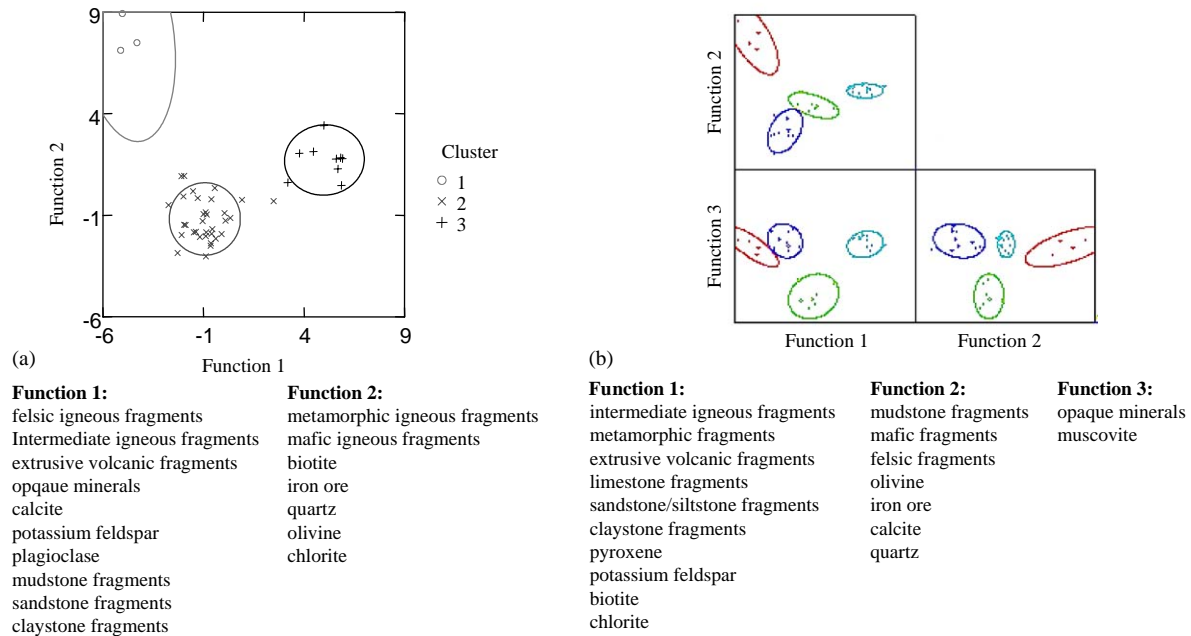 9
4
-1
-6
-6
-1
4
9
Function 2
Function 1
Cluster
1
2
3
(a)
Function 1:
felsic igneous fragments
Intermediate igneous fragments
extrusive volcanic fragments
opqaue minerals
calcite
potassium feldspar
plagioclase
mudstone fragments
sandstone fragments
claystone fragments
Function 2:
metamorphic igneous fragments
mafic igneous fragments
biotite
iron ore
quartz
olivine
chlorite
Function 2
Function 3
Function 1
Function 2
(b)
Function 1:
intermediate igneous fragments
metamorphic fragments
extrusive volcanic fragments
limestone fragments
sandstone/siltstone fragments
claystone fragments
pyroxene
potassium feldspar
biotite
chlorite
Function 2:
mudstone fragments
mafic fragments
felsic fragments
olivine
iron ore
calcite
quartz
Function 3:
opaque minerals
muscovite